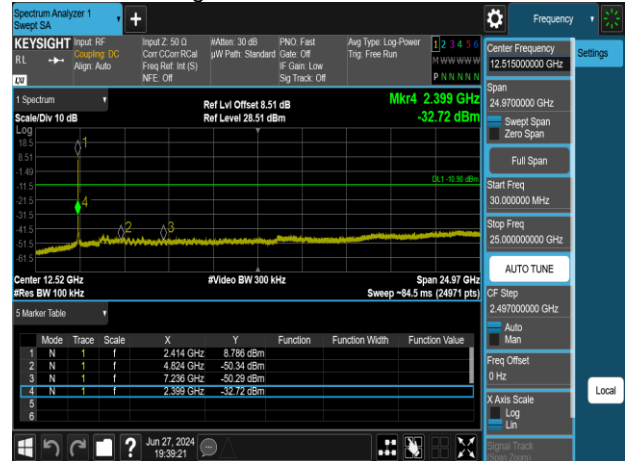 Spectrum Analyzer 1
Swept SA
+
Frequency
KEYSIGHT
Input: RF
Input Z: 50 Ω
#Atten: 30 dB
PNO: Fast
Avg Type: Log-Power
1 2 3 4 5 6
RL
Coupling: DC
Corr CCorr RCal
µW Path: Standard
Gate: Off
Trig: Free Run
M W W W W W
Align: Auto
Freq Ref: Int (S)
IF Gain: Low
P N N N N N
LXI
NFE: Off
Sig Track: Off
1 Spectrum
Ref Lvl Offset 8.51 dB
Mkr4 2.399 GHz
Scale/Div 10 dB
Ref Level 28.51 dBm
-32.72 dBm
Log
18.5
8.51
-1.49
-11.5
-21.5
-31.5
-41.5
-51.5
-61.5
1
4
2
3
DL1 -10.90 dBm
Center 12.52 GHz
#Video BW 300 kHz
Span 24.97 GHz
#Res BW 100 kHz
Sweep ~84.5 ms (24971 pts)
5 Marker Table
Mode Trace Scale X Y Function Function Width Function Value
1 N 1 f 2.414 GHz 8.786 dBm
2 N 1 f 4.824 GHz -50.34 dBm
3 N 1 f 7.236 GHz -50.29 dBm
4 N 1 f 2.399 GHz -32.72 dBm
5
6
?
Jun 27, 2024
19:39:21
Center Frequency
12.515000000 GHz
Settings
Span
24.9700000 GHz
Swept Span
Zero Span
Full Span
Start Freq
30.000000 MHz
Stop Freq
25.000000000 GHz
AUTO TUNE
CF Step
2.497000000 GHz
Auto
Man
Freq Offset
0 Hz
X Axis Scale
Log
Lin
Local
Signal Track
(Span Zoom)